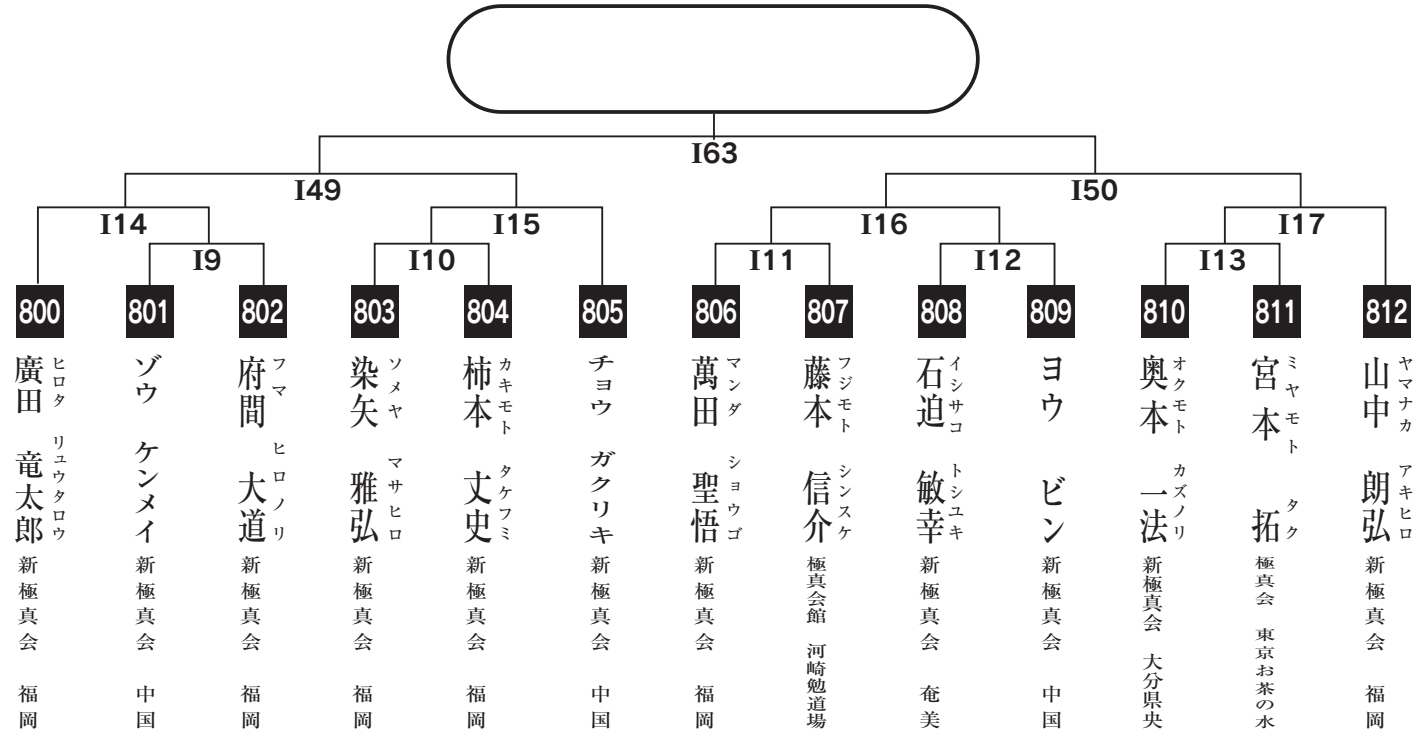 I63
I49
I50
I14
I15
I16
I17
I9
I10
I11
I12
I13
800
801
802
803
804
805
806
807
808
809
810
811
812
廣田 竜太郎
ヒロタ リュウタロウ
新極真会 福岡
ゾウ ケンメイ
新極真会 中国
府間 大道
フマ ヒロノリ
新極真会 福岡
染矢 雅弘
ソメヤ マサヒロ
新極真会 福岡
柿本 丈史
カキモト タケフミ
新極真会 福岡
チョウ ガクリキ
新極真会 中国
萬田 聖悟
マンダ ショウゴ
新極真会 福岡
藤本 信介
フジモト シンスケ
極真会館 河崎勉道場
石迫 敏幸
イシサコ トシユキ
新極真会 奄美
ヨウ ビン
新極真会 中国
奥本 一法
オクモト カズノリ
新極真会 大分県央
宮本 拓
ミヤモト タク
極真会 東京お茶の水
山中 朗弘
ヤマナカ アキヒロ
新極真会 福岡